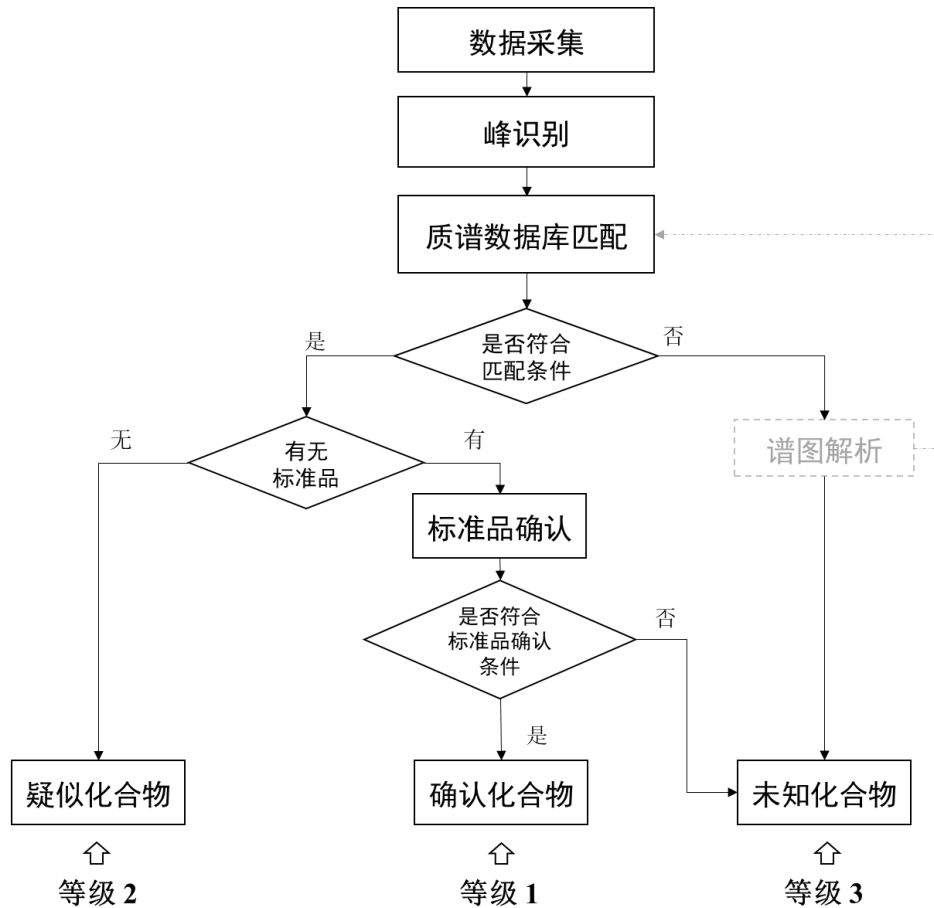 数据采集
峰识别
质谱数据库匹配
是否符合
匹配条件
是
否
有无
标准品
无
有
谱图解析
标准品确认
是否符合
标准品确认
条件
否
是
疑似化合物
确认化合物
未知化合物
等级 2
等级 1
等级 3